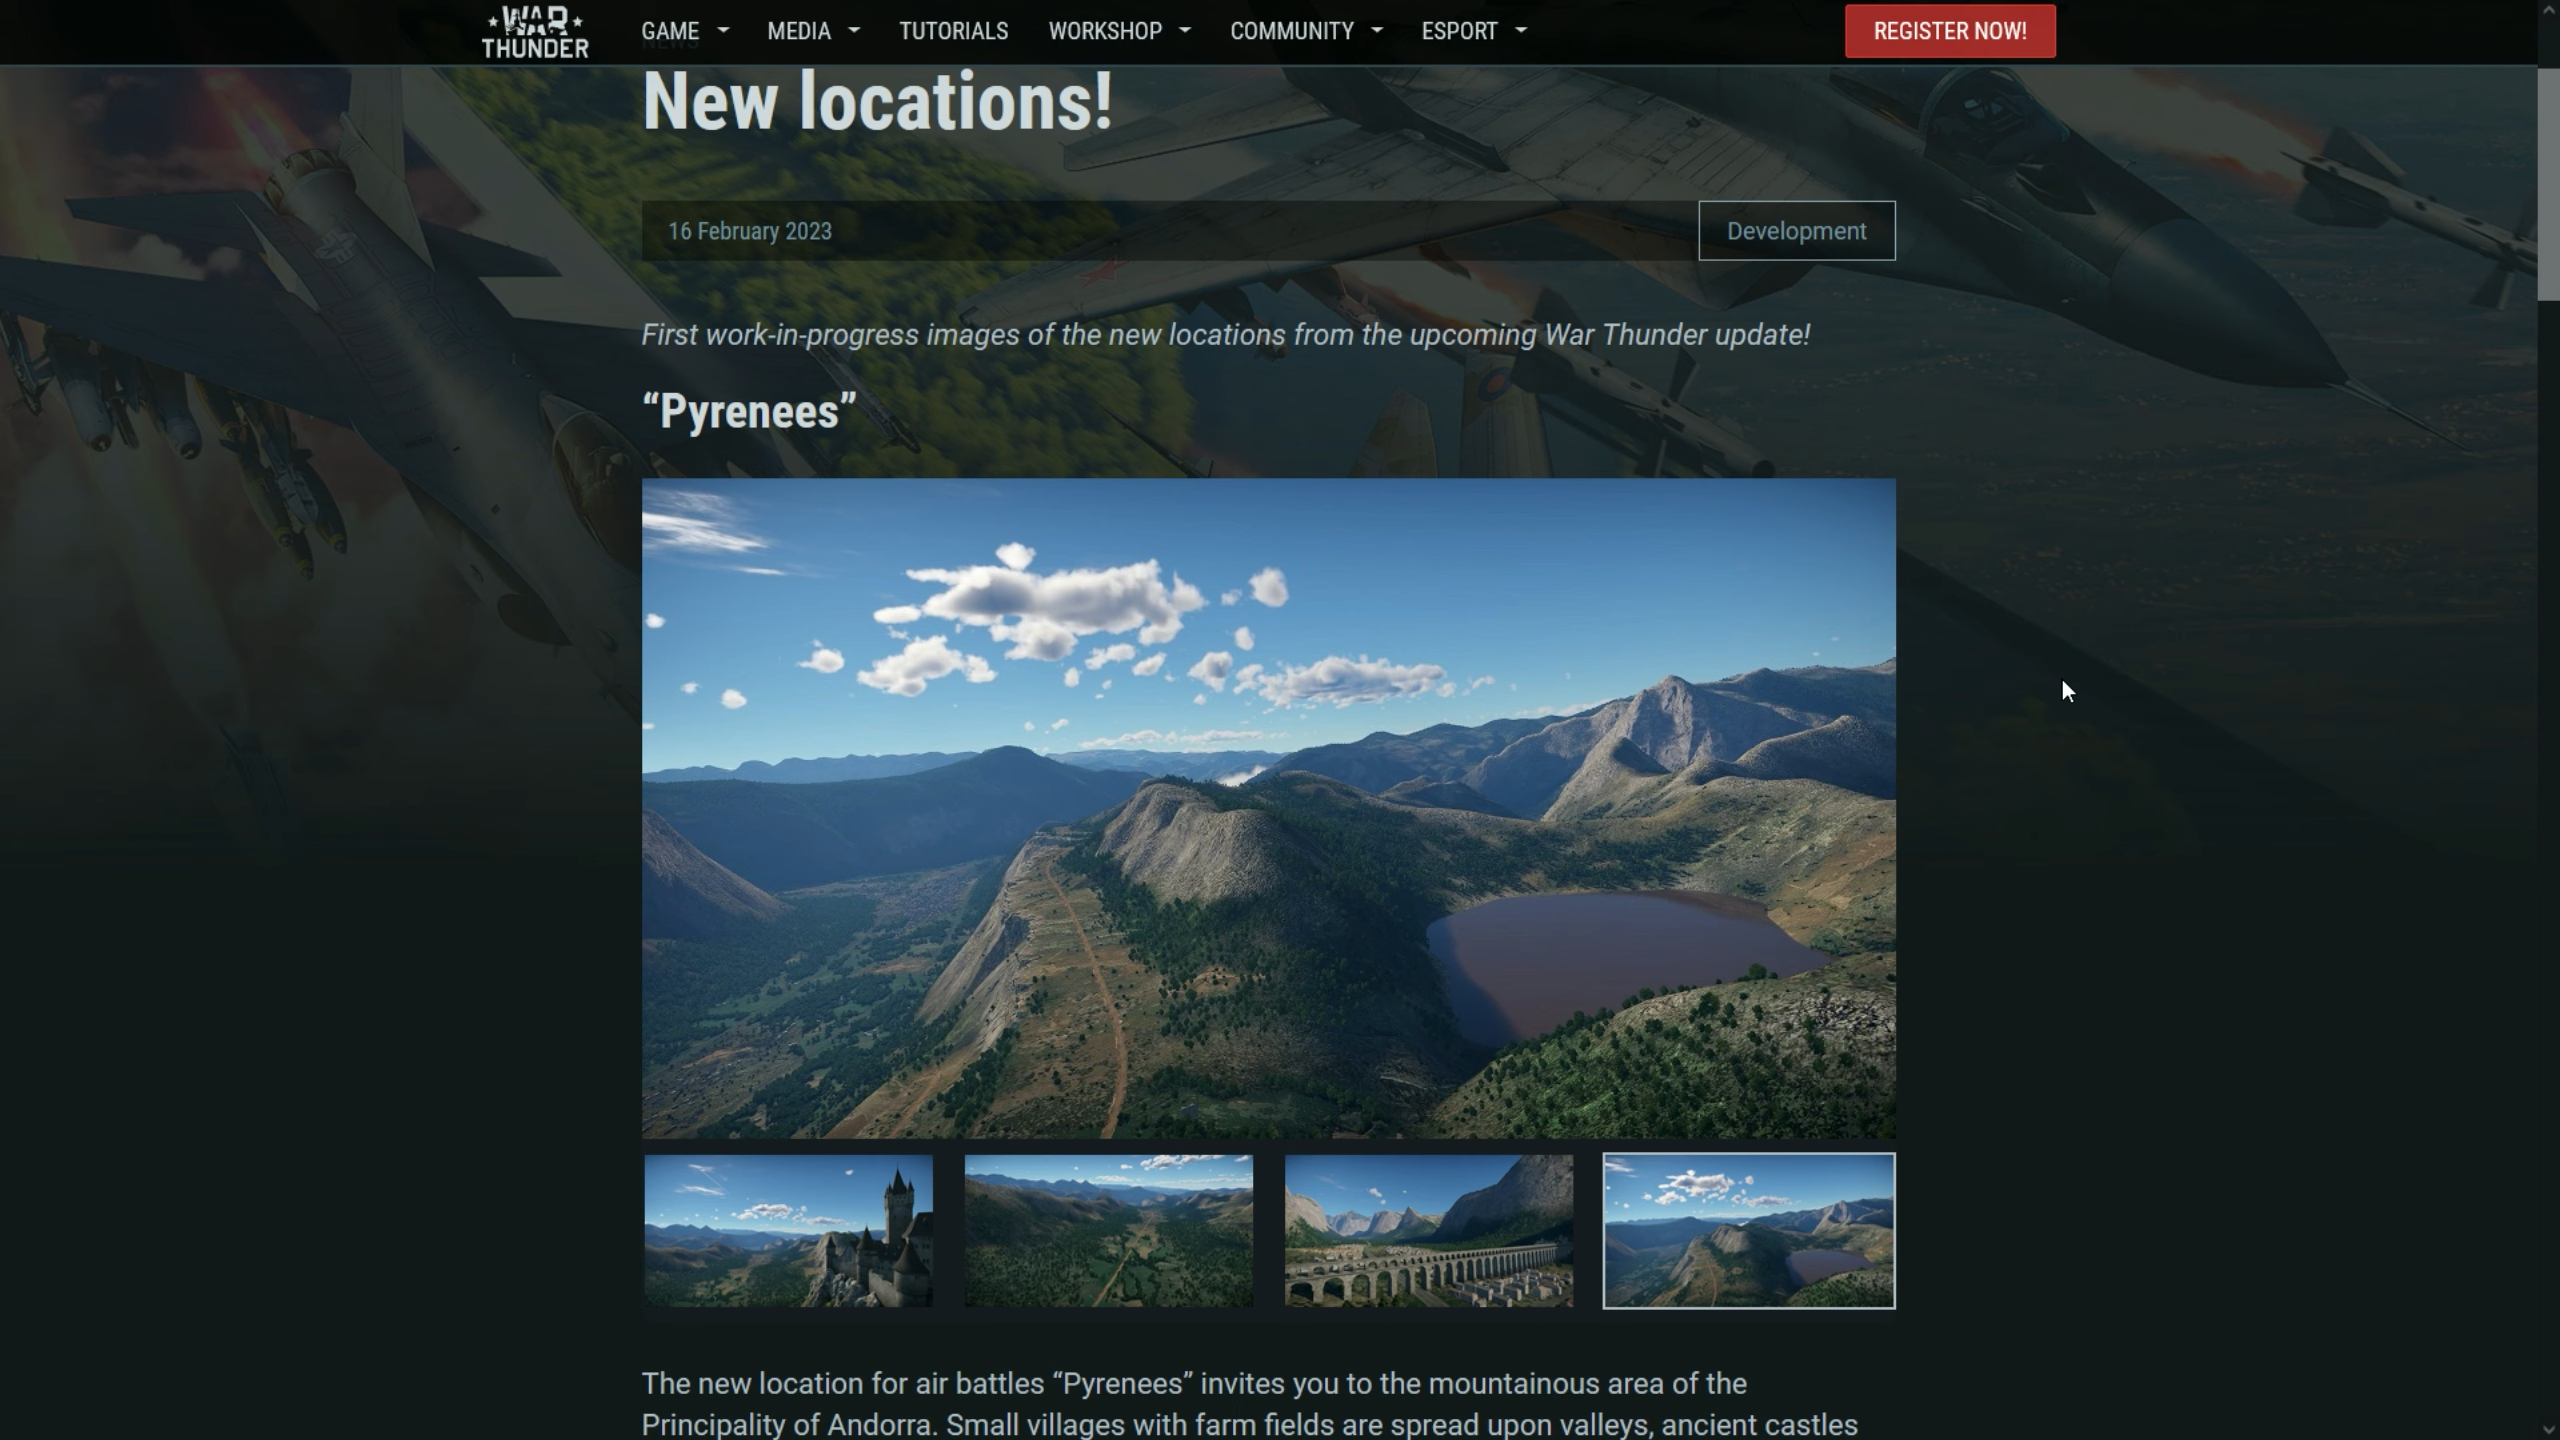 WAR
THUNDER
GAME
MEDIA
TUTORIALS
WORKSHOP
COMMUNITY
ESPORT
REGISTER NOW!
NEWS
New locations!
16 February 2023
Development
First work-in-progress images of the new locations from the upcoming War Thunder update!
“Pyrenees”
The new location for air battles “Pyrenees” invites you to the mountainous area of the
Principality of Andorra. Small villages with farm fields are spread upon valleys, ancient castles